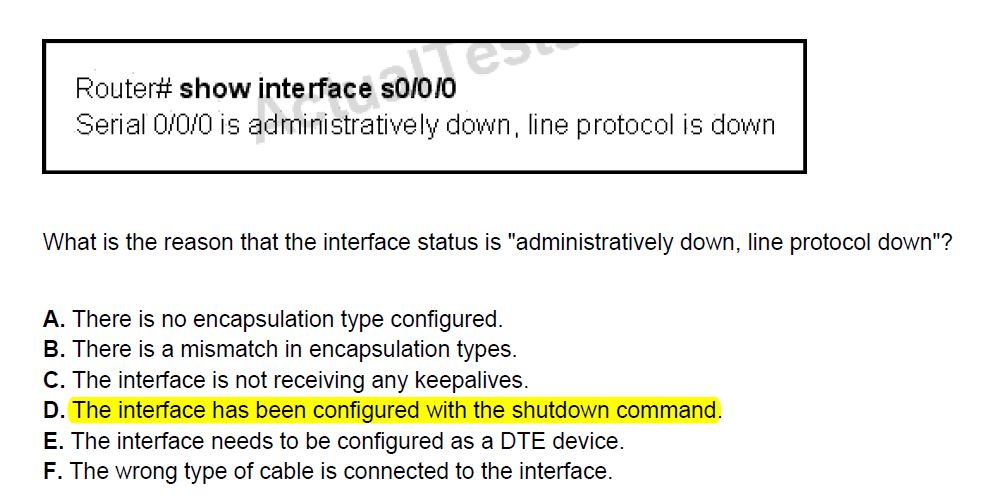 ActualTests
Router# show interface s0/0/0
Serial 0/0/0 is administratively down, line protocol is down
What is the reason that the interface status is "administratively down, line protocol down"?
A. There is no encapsulation type configured.
B. There is a mismatch in encapsulation types.
C. The interface is not receiving any keepalives.
D. The interface has been configured with the shutdown command.
E. The interface needs to be configured as a DTE device.
F. The wrong type of cable is connected to the interface.